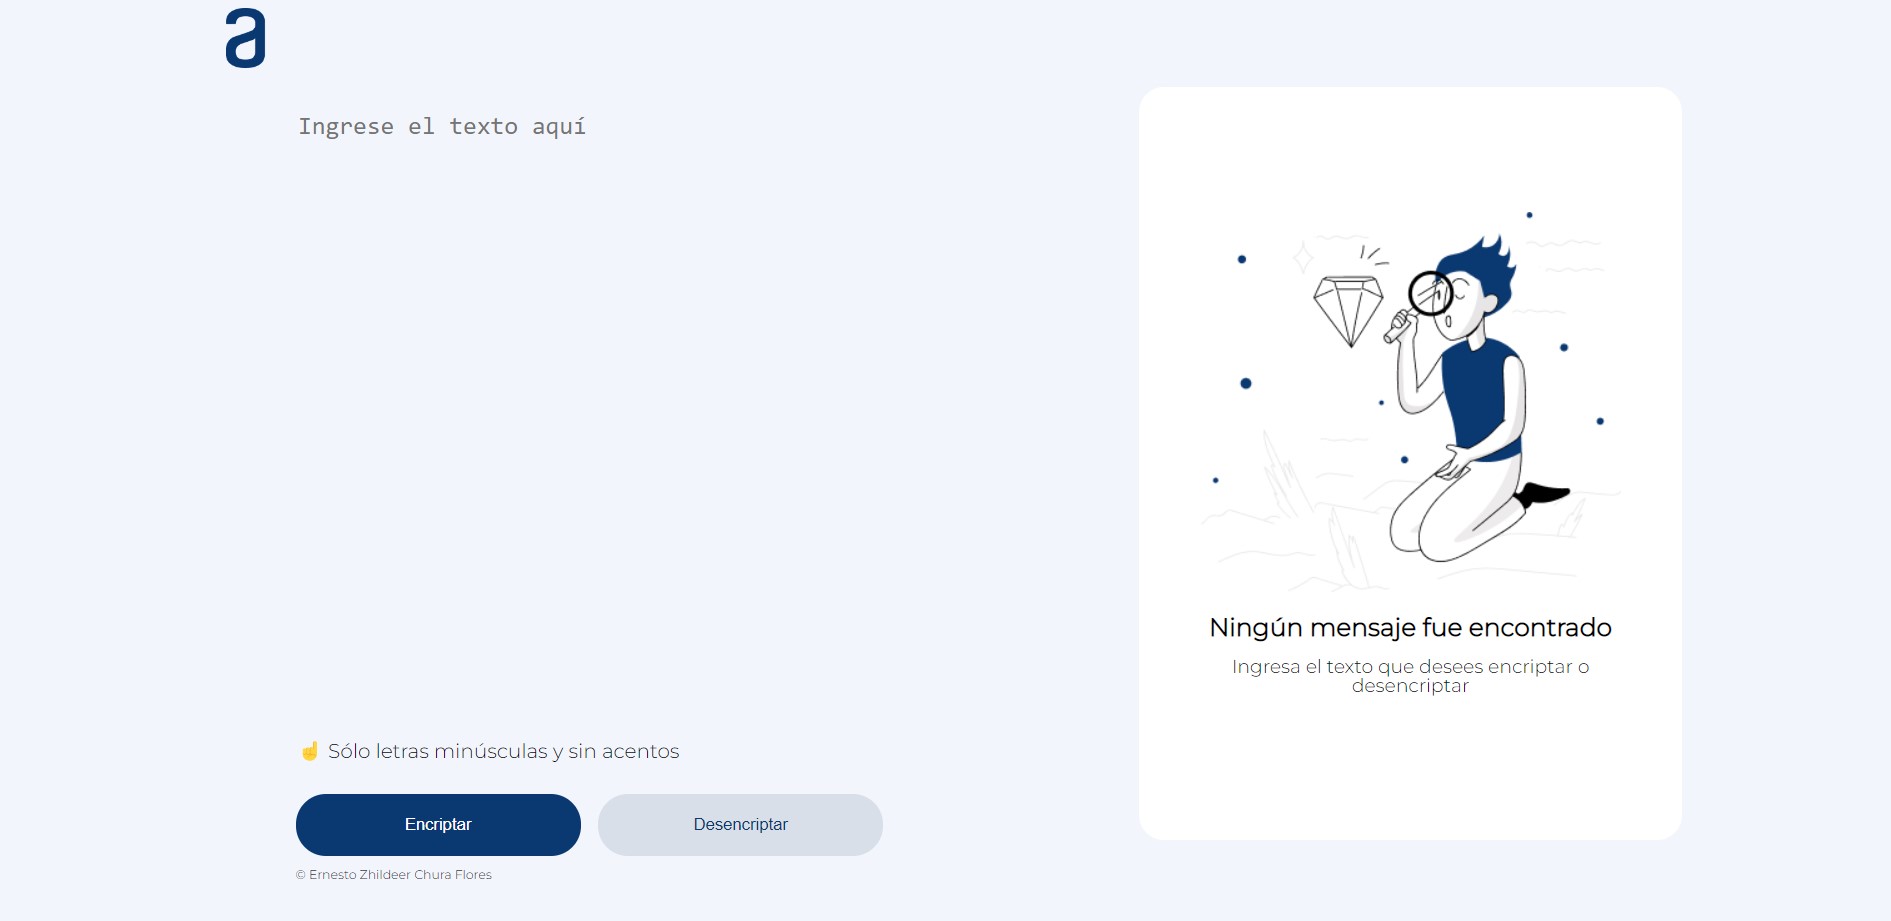 a
Ingrese el texto aquí
Ningún mensaje fue encontrado
Ingresa el texto que desees encriptar o
desencriptar
☝ Sólo letras minúsculas y sin acentos
Encriptar
Desencriptar
© Ernesto Zhildeer Chura Flores